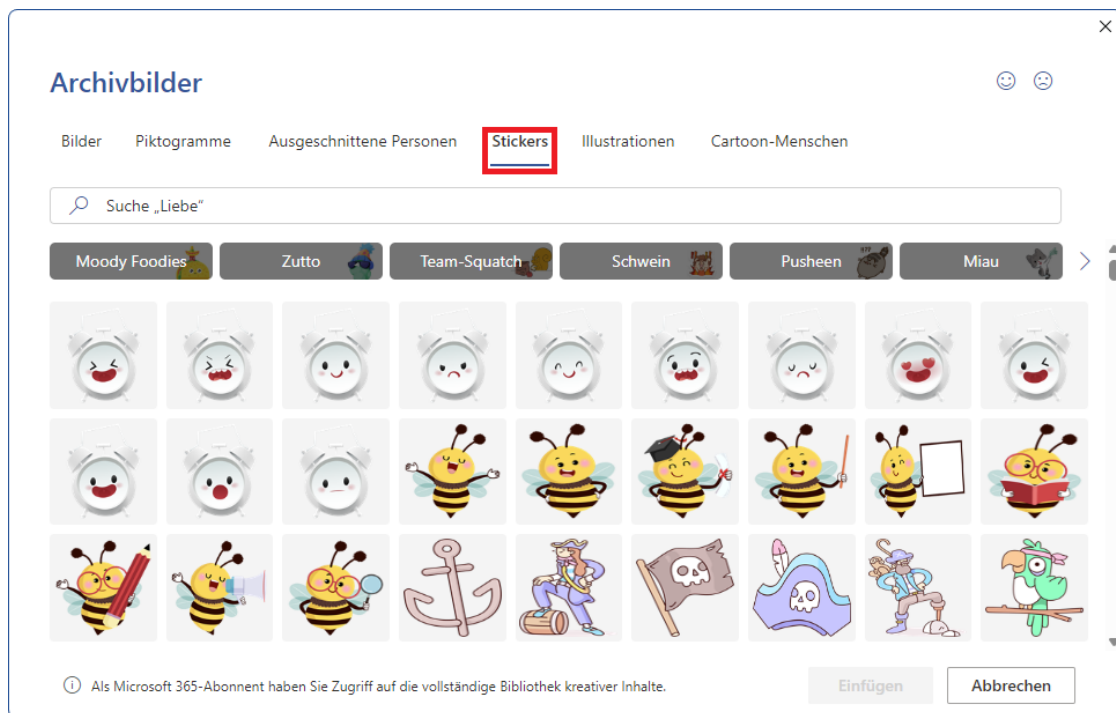 Archivbilder
Bilder Piktogramme Ausgeschnittene Personen Stickers Illustrationen Cartoon-Menschen
Suche „Liebe“
Moody Foodies Zutto Team-Squatch Schwein Pusheen Miau
Als Microsoft 365-Abonnent haben Sie Zugriff auf die vollständige Bibliothek kreativer Inhalte.
Einfügen Abbrechen